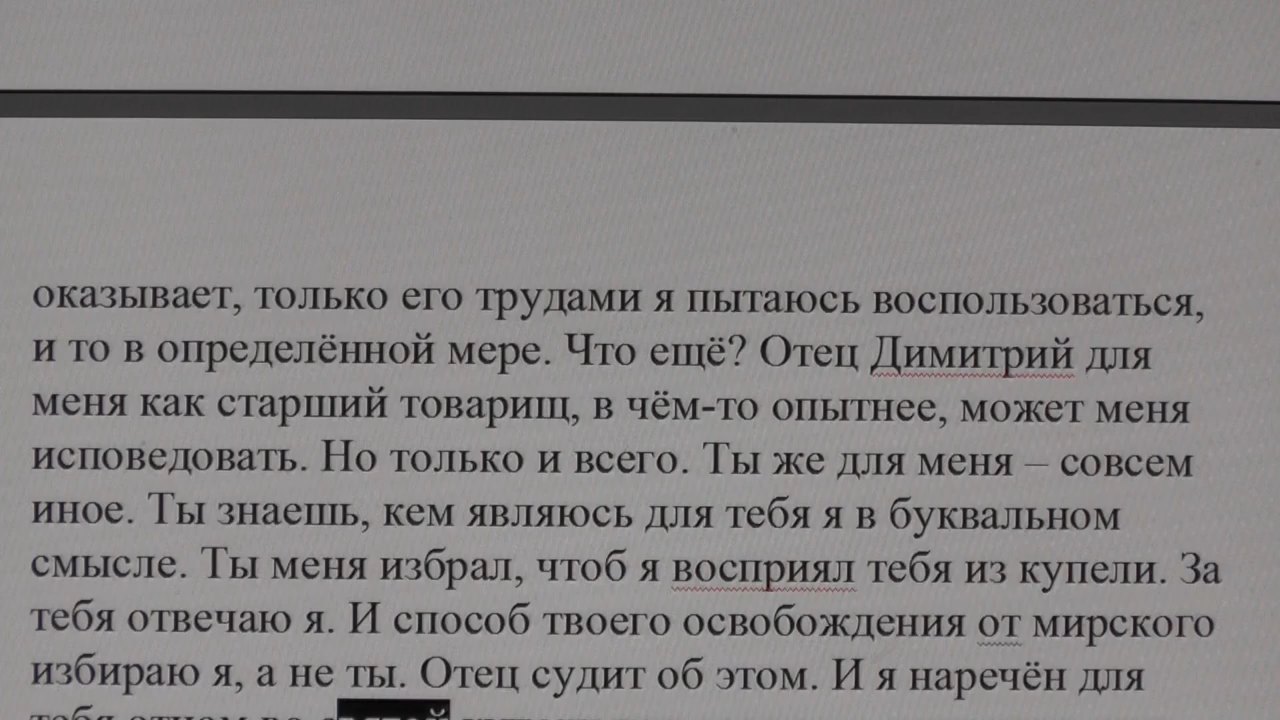 оказывает, только его трудами я пытаюсь воспользоваться,
и то в определённой мере. Что ещё? Отец Димитрий для
меня как старший товарищ, в чём-то опытнее, может меня
исповедовать. Но только и всего. Ты же для меня – совсем
иное. Ты знаешь, кем являюсь для тебя я в буквальном
смысле. Ты меня избрал, чтоб я восприял тебя из купели. За
тебя отвечаю я. И способ твоего освобождения от мирского
избираю я, а не ты. Отец судит об этом. И я наречён для
тебя отцом во